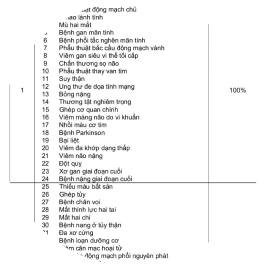 động mạch chủ
não lành tính
Mù hai mắt
5 Bệnh gan mãn tính
6 Bệnh phổi tắc nghẽn mãn tính
7 Phẫu thuật bắc cầu động mạch vành
8 Viêm gan siêu vi thể tối cấp
9 Chấn thương sọ não
10 Phẫu thuật thay van tim
11 Suy thận
12 Ung thư đe dọa tính mạng
1 13 Bỏng nặng 100%
14 Thương tật nghiêm trọng
15 Ghép cơ quan chính
16 Viêm màng não do vi khuẩn
17 Nhồi máu cơ tim
18 Bệnh Parkinson
19 Bại liệt
20 Viêm đa khớp dạng thấp
21 Viêm não nặng
22 Đột quỵ
23 Xơ gan giai đoạn cuối
24 Bệnh nặng giai đoạn cuối
25 Thiếu máu bất sản
26 Ghép tủy
27 Bệnh chân voi
28 Mất thính lực hai tai
29 Mất hai chi
30 Bệnh nang ở tủy thận
31 Đa xơ cứng
Bệnh loạn dưỡng cơ
Viêm cân mạc hoại tử
động mạch phổi nguyên phát